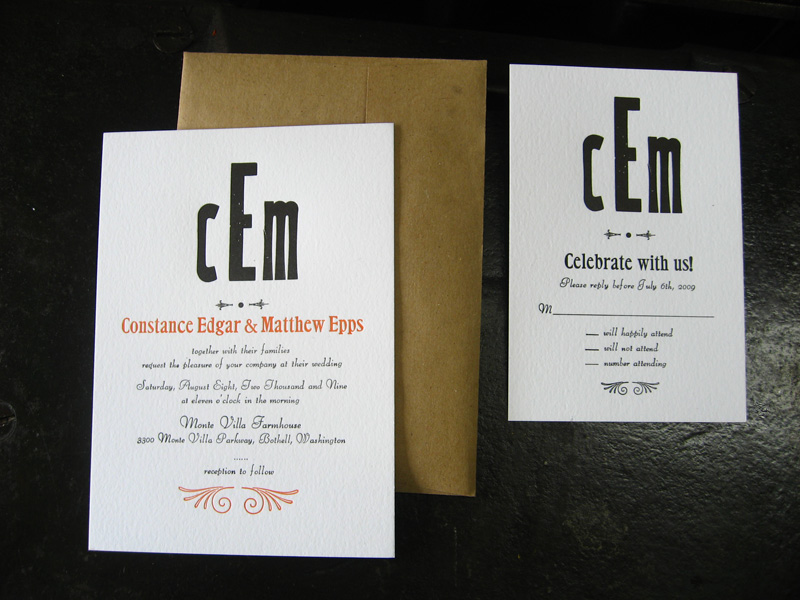 cEm
Constance Edgar & Matthew Epps
together with their families
request the pleasure of your company at their wedding
Saturday, August Eight, Two Thousand and Nine
at eleven o'clock in the morning
Monte Villa Farmhouse
3300 Monte Villa Parkway, Bothell, Washington
......
reception to follow
cEm
Celebrate with us!
Please reply before July 6th, 2009
M
will happily attend
will not attend
number attending